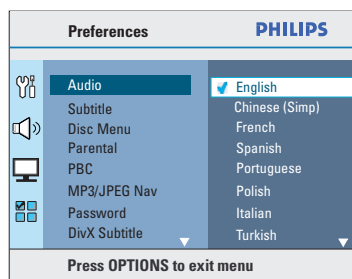 Preferences
PHILIPS
Audio
Subtitle
Disc Menu
Parental
PBC
MP3/JPEG Nav
Password
DivX Subtitle
English
Chinese (Simp)
French
Spanish
Portuguese
Polish
Italian
Turkish
Press OPTIONS to exit menu